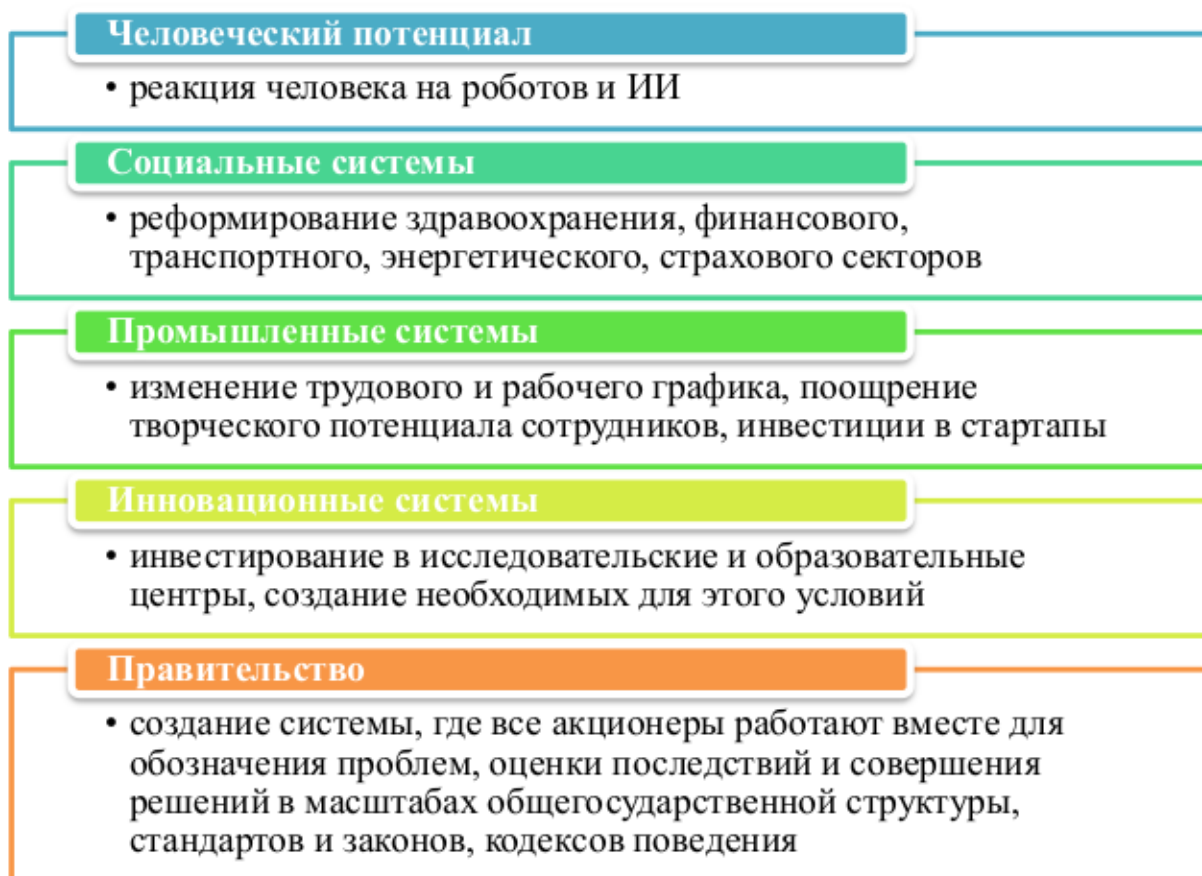 Человеческий потенциал
• реакция человека на роботов и ИИ
Социальные системы
• реформирование здравоохранения, финансового,
транспортного, энергетического, страхового секторов
Промышленные системы
• изменение трудового и рабочего графика, поощрение
творческого потенциала сотрудников, инвестиции в стартапы
Инновационные системы
• инвестирование в исследовательские и образовательные
центры, создание необходимых для этого условий
Правительство
• создание системы, где все акционеры работают вместе для
обозначения проблем, оценки последствий и совершения
решений в масштабах общегосударственной структуры,
стандартов и законов, кодексов поведения